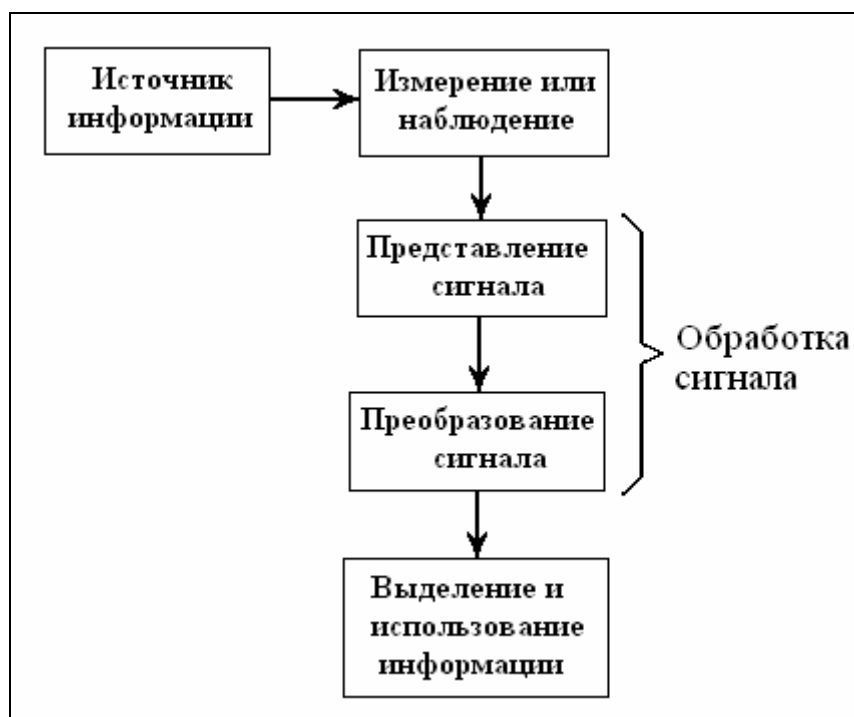 Источник
информации
Измерение или
наблюдение
Представление
сигнала
Обработка
сигнала
Преобразование
сигнала
Выделение и
использование
информации